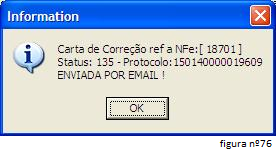 Information
Carta de Correção ref a NFe:[ 18701 ]
Status: 135 - Protocolo:150140000019609
ENVIADA POR EMAIL !
OK
figura nº76